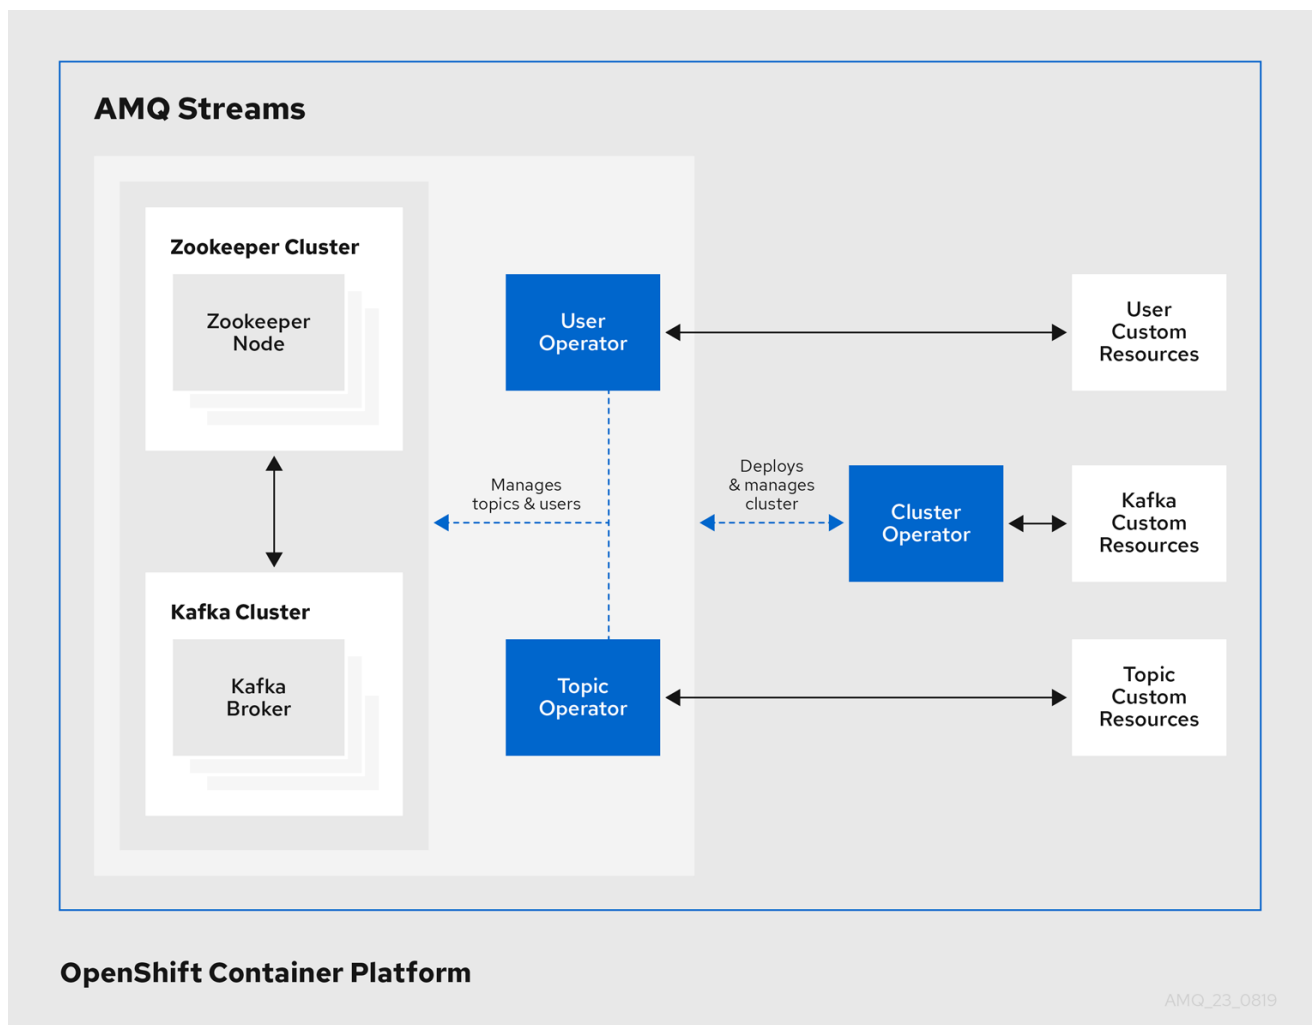 AMQ Streams
Zookeeper Cluster
Zookeeper
Node
User
Operator
User
Custom
Resources
Manages
topics & users
Deploys
& manages
cluster
Cluster
Operator
Kafka
Custom
Resources
Kafka Cluster
Kafka
Broker
Topic
Operator
Topic
Custom
Resources
OpenShift Container Platform
AMQ_23_0819